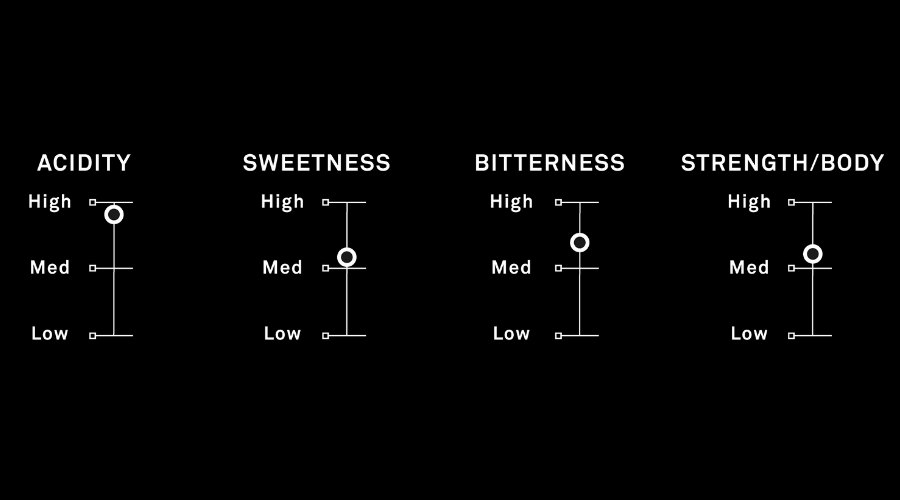 ACIDITY
High
Med
Low
SWEETNESS
High
Med
Low
BITTERNESS
High
Med
Low
STRENGTH/BODY
High
Med
Low